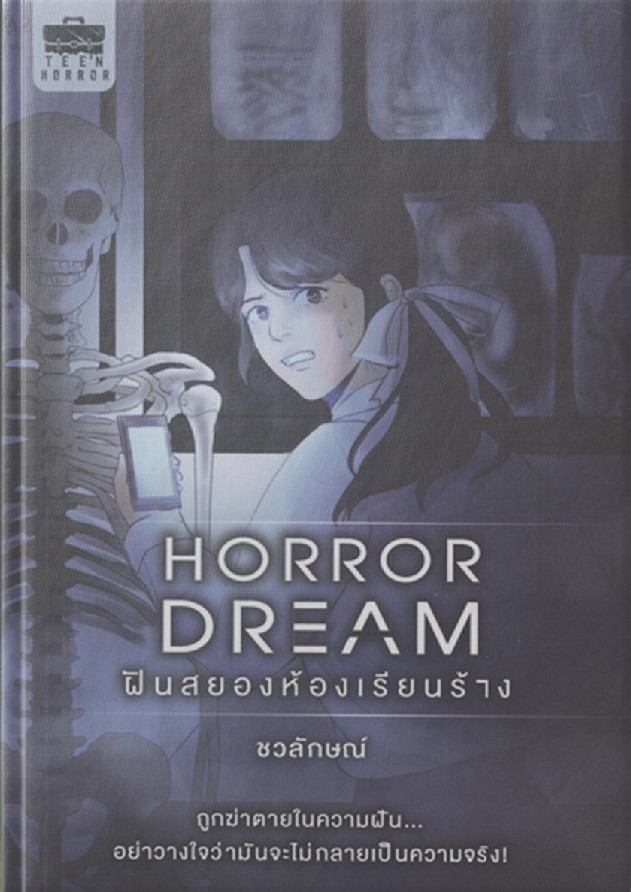 TEEN
HORROR
HORROR
DREAM
ฝันสยองห้องเรียนร้าง
ชวลักษณ์
ถูกฆ่าตายในความฝัน...
อย่าวางใจว่ามันจะไม่กลายเป็นความจริง!